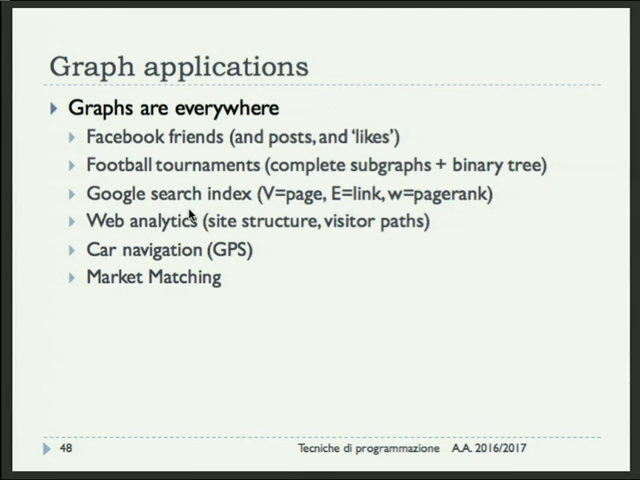 Graph applications
Graphs are everywhere
Facebook friends (and posts, and 'likes')
Football tournaments (complete subgraphs + binary tree)
Google search index (V=page, E=link, w=pagerank)
Web analytics (site structure, visitor paths)
Car navigation (GPS)
Market Matching
48
Tecniche di programmazione A.A. 2016/2017